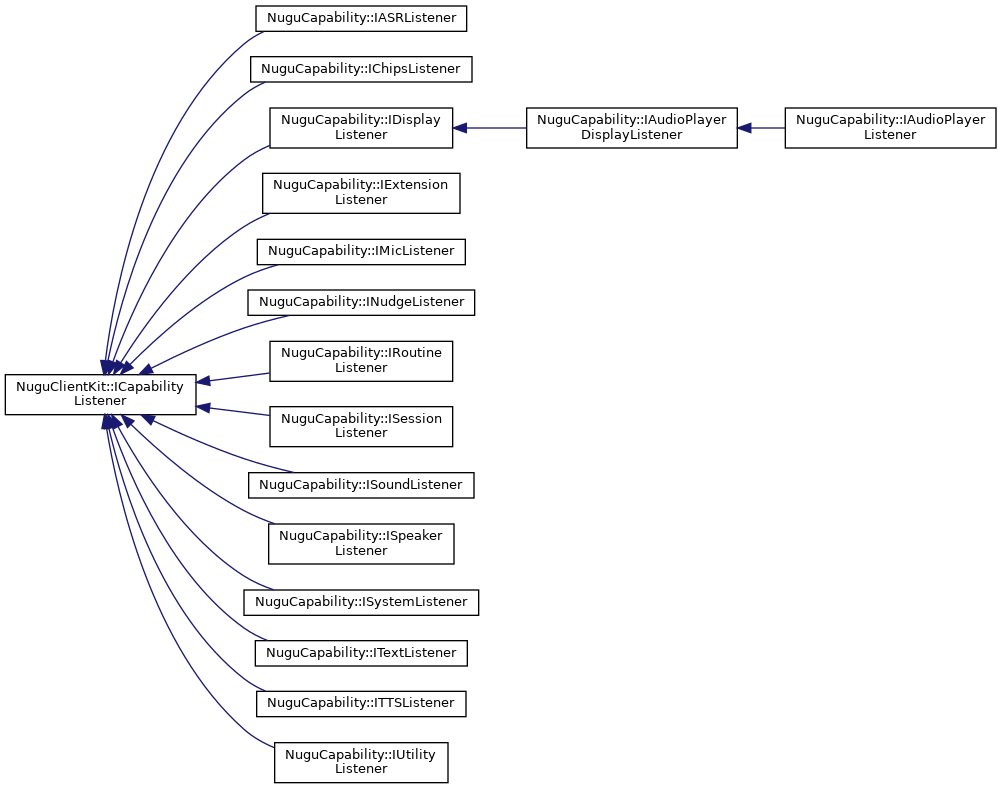 NuguCapability::IASRListener
NuguCapability::IChipsListener
NuguCapability::IDisplay
Listener
NuguCapability::IAudioPlayer
DisplayListener
NuguCapability::IAudioPlayer
Listener
NuguCapability::IExtension
Listener
NuguCapability::IMicListener
NuguCapability::INudgeListener
NuguCapability::IRoutine
Listener
NuguClientKit::ICapability
Listener
NuguCapability::ISession
Listener
NuguCapability::ISoundListener
NuguCapability::ISpeaker
Listener
NuguCapability::ISystemListener
NuguCapability::ITextListener
NuguCapability::ITTSListener
NuguCapability::IUtility
Listener